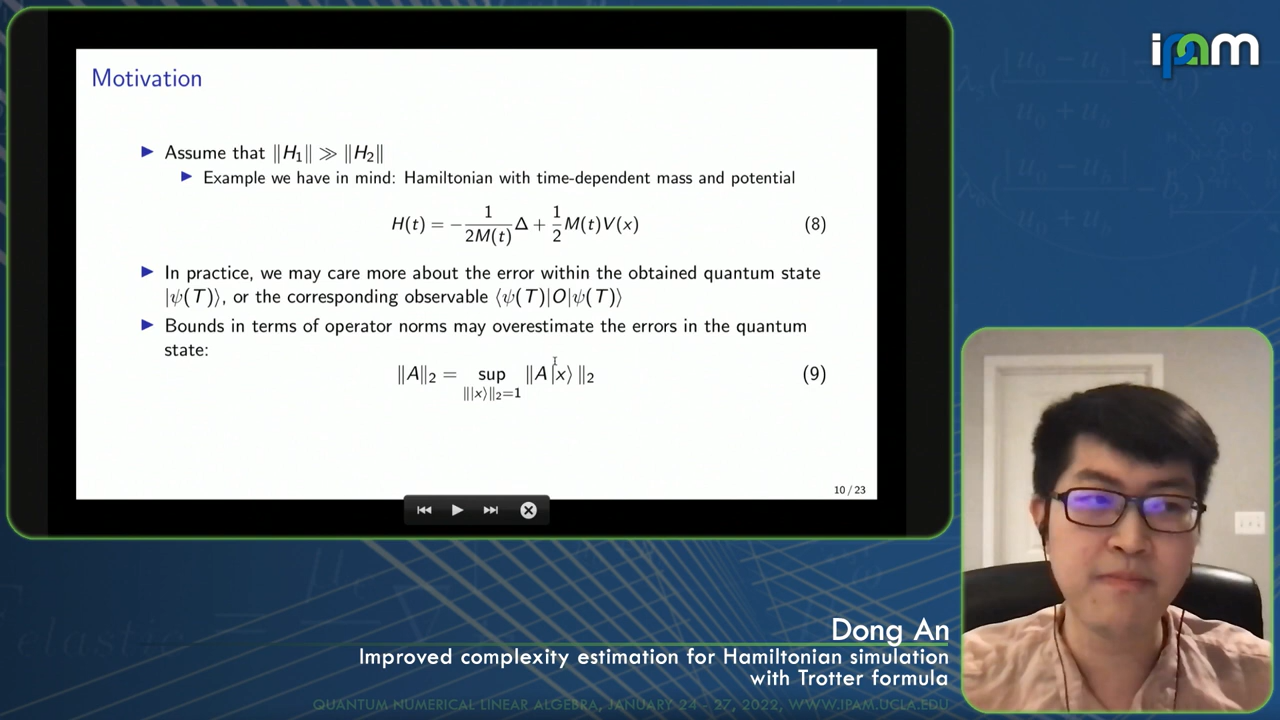 Motivation
▶ Assume that ∥H₁∥ ≫ ∥H₂∥
▶ Example we have in mind: Hamiltonian with time-dependent mass and potential
H(t) = −1/(2M(t)) Δ + 1/2 M(t)V(x) (8)
▶ In practice, we may care more about the error within the obtained quantum state
|ψ(T)⟩, or the corresponding observable ⟨ψ(T)|O|ψ(T)⟩
▶ Bounds in terms of operator norms may overestimate the errors in the quantum
state:
∥A∥₂ = sup_{∥|x⟩∥₂=1} ∥A|x⟩∥₂ (9)
10 / 23
ipam
Dong An
Improved complexity estimation for Hamiltonian simulation
with Trotter formula
QUANTUM NUMERICAL LINEAR ALGEBRA, JANUARY 24 - 27, 2022, WWW.IPAM.UCLA.EDU